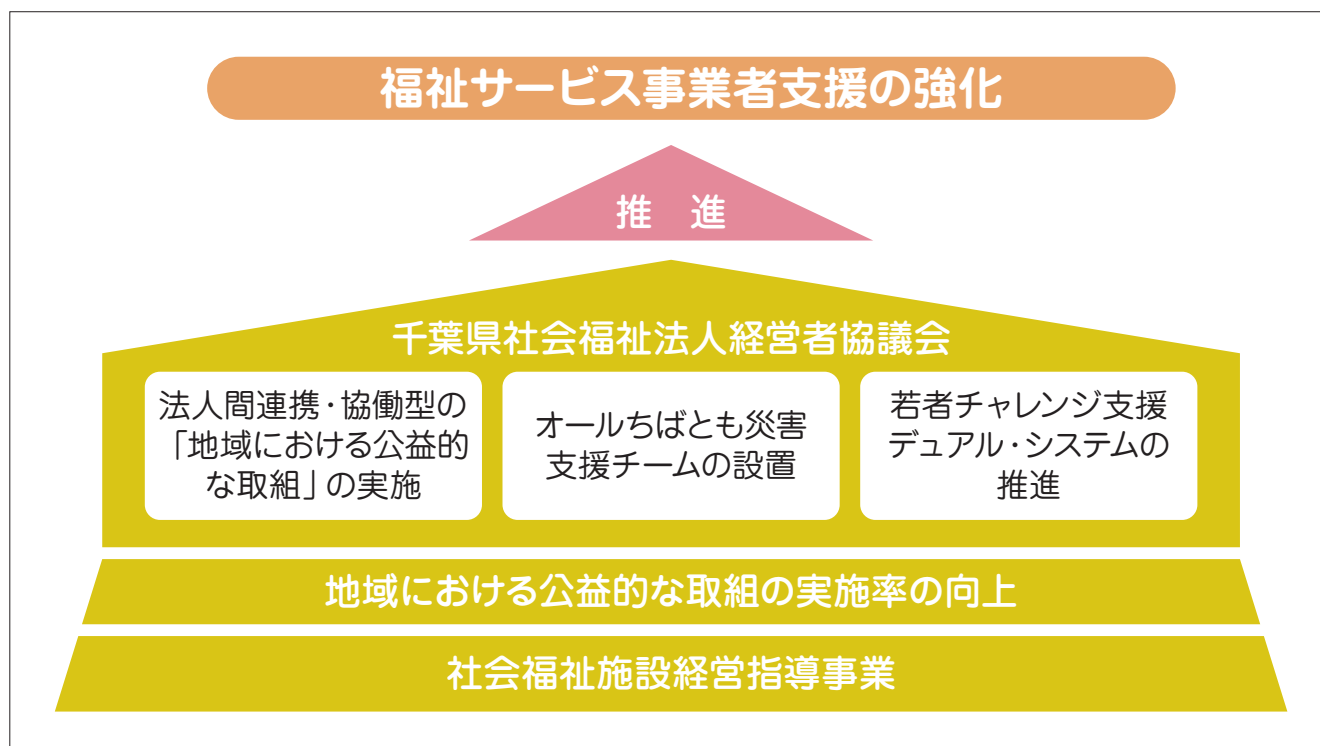 福祉サービス事業者支援の強化
推　進
千葉県社会福祉法人経営者協議会
法人間連携・協働型の
「地域における公益的
な取組」の実施
オールちばとも災害
支援チームの設置
若者チャレンジ支援
デュアル・システムの
推進
地域における公益的な取組の実施率の向上
社会福祉施設経営指導事業